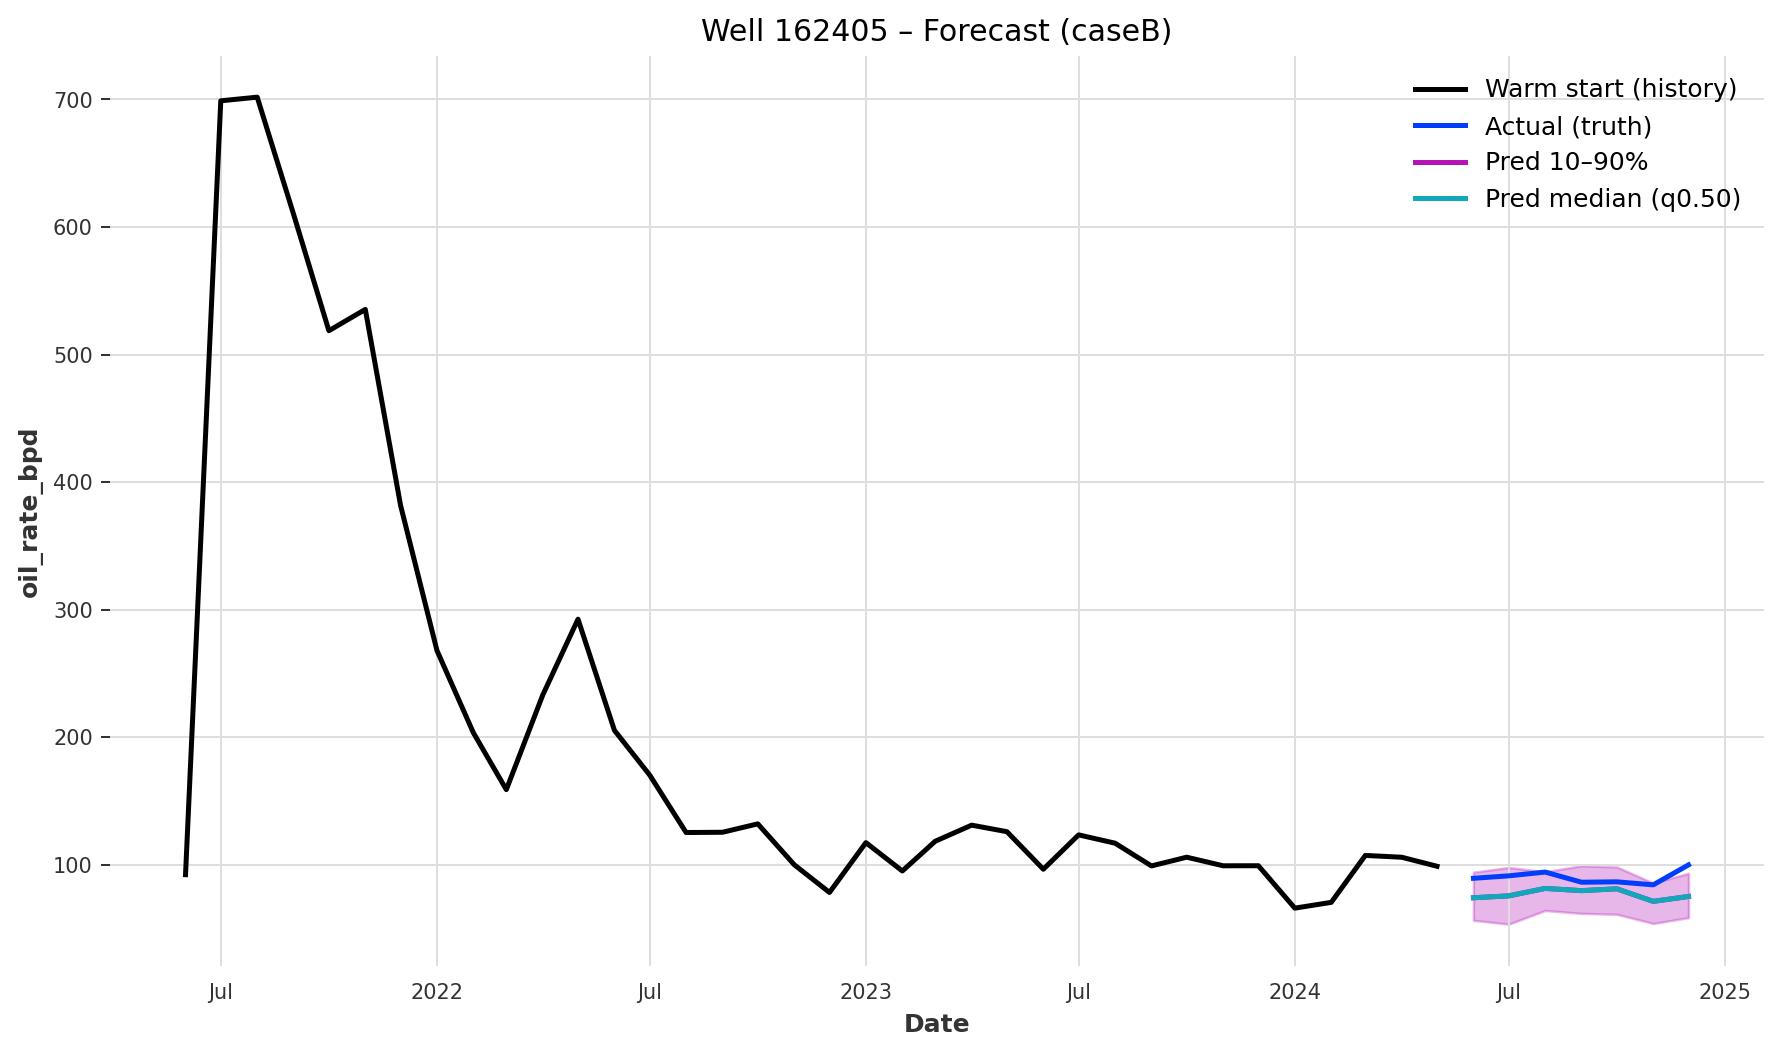 Well 162405 – Forecast (caseB)
Warm start (history)
Actual (truth)
Pred 10–90%
Pred median (q0.50)
oil_rate_bpd
700
600
500
400
300
200
100
Jul
2022
Jul
2023
Jul
2024
Jul
2025
Date